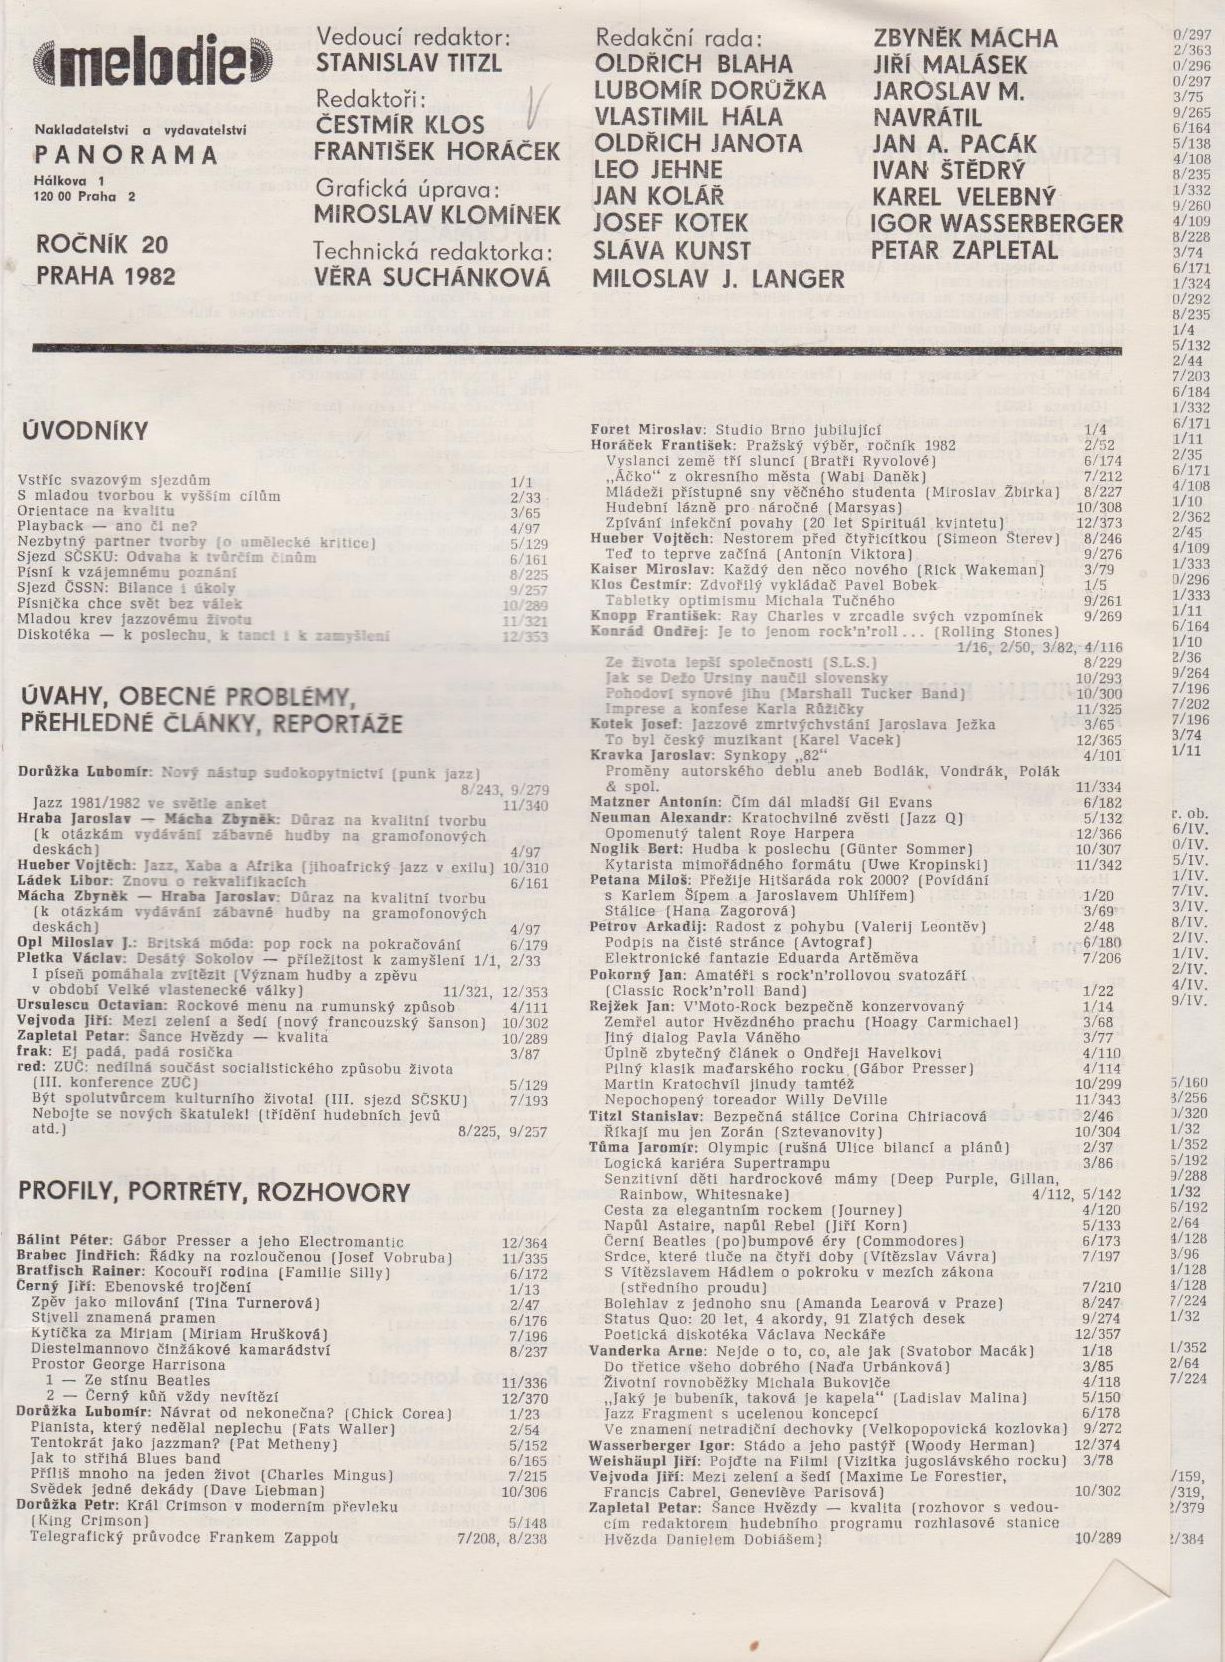 melodie
Nakladatelství a vydavatelství
PANORAMA
Hálkova 1
120 00 Praha 2
ROČNÍK 20
PRAHA 1982
Vedoucí redaktor:
STANISLAV TITZL
Redaktoři:
ČESTMÍR KLOS
FRANTIŠEK HORÁČEK
Grafická úprava:
MIROSLAV KLOMÍNEK
Technická redaktorka:
VĚRA SUCHÁNKOVÁ
Redakční rada:
OLDŘICH BLAHA
LUBOMÍR DORŮŽKA
VLASTIMIL HÁLA
OLDŘICH JANOTA
LEO JEHNE
JAN KOLÁŘ
JOSEF KOTEK
SLÁVA KUNST
MILOSLAV J. LANGER
ZBYNĚK MÁCHA
JIŘÍ MALÁSEK
JAROSLAV M.
NAVRÁTIL
JAN A. PACÁK
IVAN ŠTĚDRÝ
KAREL VELEBNÝ
IGOR WASSERBERGER
PETAR ZAPLETAL
ÚVODNÍKY
Vstříc svazovým sjezdům 1/1
S mladou tvorbou k vyšším cílům 2/33
Orientace na kvalitu 3/65
Playback — ano či ne? 4/97
Nezbytný partner tvorby (o umělecké kritice) 5/129
Sjezd SČSKU: Odvaha k tvůrčím činům 6/161
Písní k vzájemnému poznání 8/225
Sjezd ČSSN: Bilance i úkoly 9/257
Písnička chce svět bez válek 10/289
Mladou krev jazzovému životu 11/321
Diskotéka — k poslechu, k tanci i k zamyšlení 12/353
ÚVAHY, OBECNÉ PROBLÉMY,
PŘEHLEDNÉ ČLÁNKY, REPORTÁŽE
Dorůžka Lubomír: Nový nástup sudokopytnictví (punk jazz)
8/243, 9/279
Jazz 1981/1982 ve světle anket 11/340
Hraba Jaroslav — Mácha Zbyněk: Důraz na kvalitní tvorbu
(k otázkám vydávání zábavné hudby na gramofonových
deskách) 4/97
Hueber Vojtěch: Jazz, Xaba a Afrika (jihoafrický jazz v exilu) 10/310
Ládek Libor: Znovu o rekvalifikacích 6/161
Mácha Zbyněk — Hraba Jaroslav: Důraz na kvalitní tvorbu
(k otázkám vydávání zábavné hudby na gramofonových
deskách) 4/97
Opl Miloslav J.: Britská móda: pop rock na pokračování 6/179
Pletka Václav: Desátý Sokolov — příležitost k zamyšlení 1/1, 2/33
I píseň pomáhala zvítězit (Význam hudby a zpěvu
v období Velké vlastenecké války) 11/321, 12/353
Ursulescu Octavian: Rockové menu na rumunský způsob 4/111
Vejvoda Jiří: Mezi zelení a šedí (nový francouzský šanson) 10/302
Zapletal Petar: Šance Hvězdy — kvalita 10/289
frak: Ej padá, padá rosička 3/87
red: ZUČ: nedílná součást socialistického způsobu života
(III. konference ZUČ) 5/129
Být spolutvůrcem kulturního života! (III. sjezd SČSKU) 7/193
Nebojte se nových škatulek! (třídění hudebních jevů
atd.) 8/225, 9/257
PROFILY, PORTRÉTY, ROZHOVORY
Bálint Péter: Gábor Presser a jeho Electromantic 12/364
Brabec Jindřich: Řádky na rozloučenou (Josef Vobruba) 11/335
Bratfisch Rainer: Kocouří rodina (Familie Silly) 6/172
Černý Jiří: Ebenovské trojčení 1/13
Zpěv jako milování (Tina Turnerová) 2/47
Stivell znamená pramen 6/176
Kytička za Miriam (Miriam Hrušková) 7/196
Diestelmannovo činžákové kamarádství 8/237
Prostor George Harrisona
1 — Ze stínu Beatles 11/336
2 — Černý kůň vždy nevítězí 12/370
Dorůžka Lubomír: Návrat od nekonečna? (Chick Corea) 1/23
Pianista, který nedělal neplechu (Fats Waller) 2/54
Tentokrát jako jazzman? (Pat Metheny) 5/152
Jak to stříhá Blues band 6/165
Příliš mnoho na jeden život (Charles Mingus) 7/215
Svědek jedné dekády (Dave Liebman) 10/306
Dorůžka Petr: Král Crimson v moderním převleku
(King Crimson) 5/148
Telegrafický průvodce Frankem Zappou 7/208, 8/238
Foret Miroslav: Studio Brno jubilující 1/4
Horáček František: Pražský výběr, ročník 1982 2/52
Vyslanci země tří sluncí (Bratři Ryvolové) 6/174
„Áčko“ z okresního města (Wabi Daněk) 7/212
Mládeži přístupné sny věčného studenta (Miroslav Žbirka) 8/227
Hudební lázně pro náročné (Marsyas) 10/308
Zpívání infekční povahy (20 let Spirituál kvintetu) 12/373
Hueber Vojtěch: Nestorem před čtyřicítkou (Simeon Šterev) 8/246
Teď to teprve začíná (Antonín Viktora) 9/276
Kaiser Miroslav: Každý den něco nového (Rick Wakeman) 3/79
Klos Čestmír: Zdvořilý vykládač Pavel Bobek 1/5
Tabletky optimismu Michala Tučného 9/261
Knopp František: Ray Charles v zrcadle svých vzpomínek 9/269
Konrád Ondřej: Je to jenom rock'n'roll... (Rolling Stones)
1/16, 2/50, 3/82, 4/116
Ze života lepší společnosti (S.L.S.) 8/229
Jak se Dežo Ursiny naučil slovensky 10/293
Pohodoví synové jihu (Marshall Tucker Band) 10/300
Imprese a konfese Karla Růžičky 11/325
Kotek Josef: Jazzové zmrtvýchvstání Jaroslava Ježka 3/65
To byl český muzikant (Karel Vacek) 12/365
Kravka Jaroslav: Synkopy „82“ 4/101
Proměny autorského deblu aneb Bodlák, Vondrák, Polák
& spol. 11/334
Matzner Antonín: Čím dál mladší Gil Evans 6/182
Neuman Alexandr: Kratochvilné zvěsti (Jazz Q) 5/132
Opomenutý talent Roye Harpera 12/366
Noglik Bert: Hudba k poslechu (Günter Sommer) 10/307
Kytarista mimořádného formátu (Uwe Kropinski) 11/342
Petana Miloš: Přežije Hitšaráda rok 2000? (Povídání
s Karlem Šípem a Jaroslavem Uhlířem) 1/20
Stálice (Hana Zagorová) 3/69
Petrov Arkadij: Radost z pohybu (Valerij Leontěv) 2/48
Podpis na čisté stránce (Avtograf) 6/180
Elektronické fantazie Eduarda Artěměva 7/206
Pokorný Jan: Amatéři s rock'n'rollovou svatozáří
(Classic Rock'n'roll Band) 1/22
Rejžek Jan: V'Moto-Rock bezpečně konzervovaný 1/14
Zemřel autor Hvězdného prachu (Hoagy Carmichael) 3/68
Jiný dialog Pavla Váněho 3/77
Úplně zbytečný článek o Ondřeji Havelkovi 4/110
Pilný klasik maďarského rocku (Gábor Presser) 4/114
Martin Kratochvíl jinudy tamtéž 10/299
Nepochopený toreador Willy DeVille 11/343
Titzl Stanislav: Bezpečná stálice Corina Chiriacová 2/46
Říkají mu jen Zorán (Sztevanovity) 10/304
Tůma Jaromír: Olympic (rušná Ulice bilancí a plánů) 2/37
Logická kariéra Supertrampu 3/86
Senzitivní děti hardrockové mámy (Deep Purple, Gillan,
Rainbow, Whitesnake) 4/112, 5/142
Cesta za elegantním rockem (Journey) 4/120
Napůl Astaire, napůl Rebel (Jiří Korn) 5/133
Černí Beatles (po)bumpové éry (Commodores) 6/173
Srdce, které tluče na čtyři doby (Vítězslav Vávra) 7/197
S Vítězslavem Hádlem o pokroku v mezích zákona
(středního proudu) 7/210
Bolehlav z jednoho snu (Amanda Learová v Praze) 8/247
Status Quo: 20 let, 4 akordy, 91 Zlatých desek 9/274
Poetická diskotéka Václava Neckáře 12/357
Vanderka Arne: Nejde o to, co, ale jak (Svatobor Macák) 1/18
Do třetice všeho dobrého (Naďa Urbánková) 3/85
Životní rovnoběžky Michala Bukoviče 4/118
„Jaký je bubeník, taková je kapela“ (Ladislav Malina) 5/150
Jazz Fragment s ucelenou koncepcí 6/178
Ve znamení netradiční dechovky (Velkopopovická kozlovka) 9/272
Wasserberger Igor: Stádo a jeho pastýř (Woody Herman) 12/374
Weishäupl Jiří: Pojďte na Film! (Vizitka jugoslávského rocku) 3/78
Vejvoda Jiří: Mezi zelení a šedí (Maxime Le Forestier,
Francis Cabrel, Geneviève Parisová) 10/302
Zapletal Petar: Šance Hvězdy — kvalita (rozhovor s vedou-
cím redaktorem hudebního programu rozhlasové stanice
Hvězda Danielem Dobiášem) 10/289